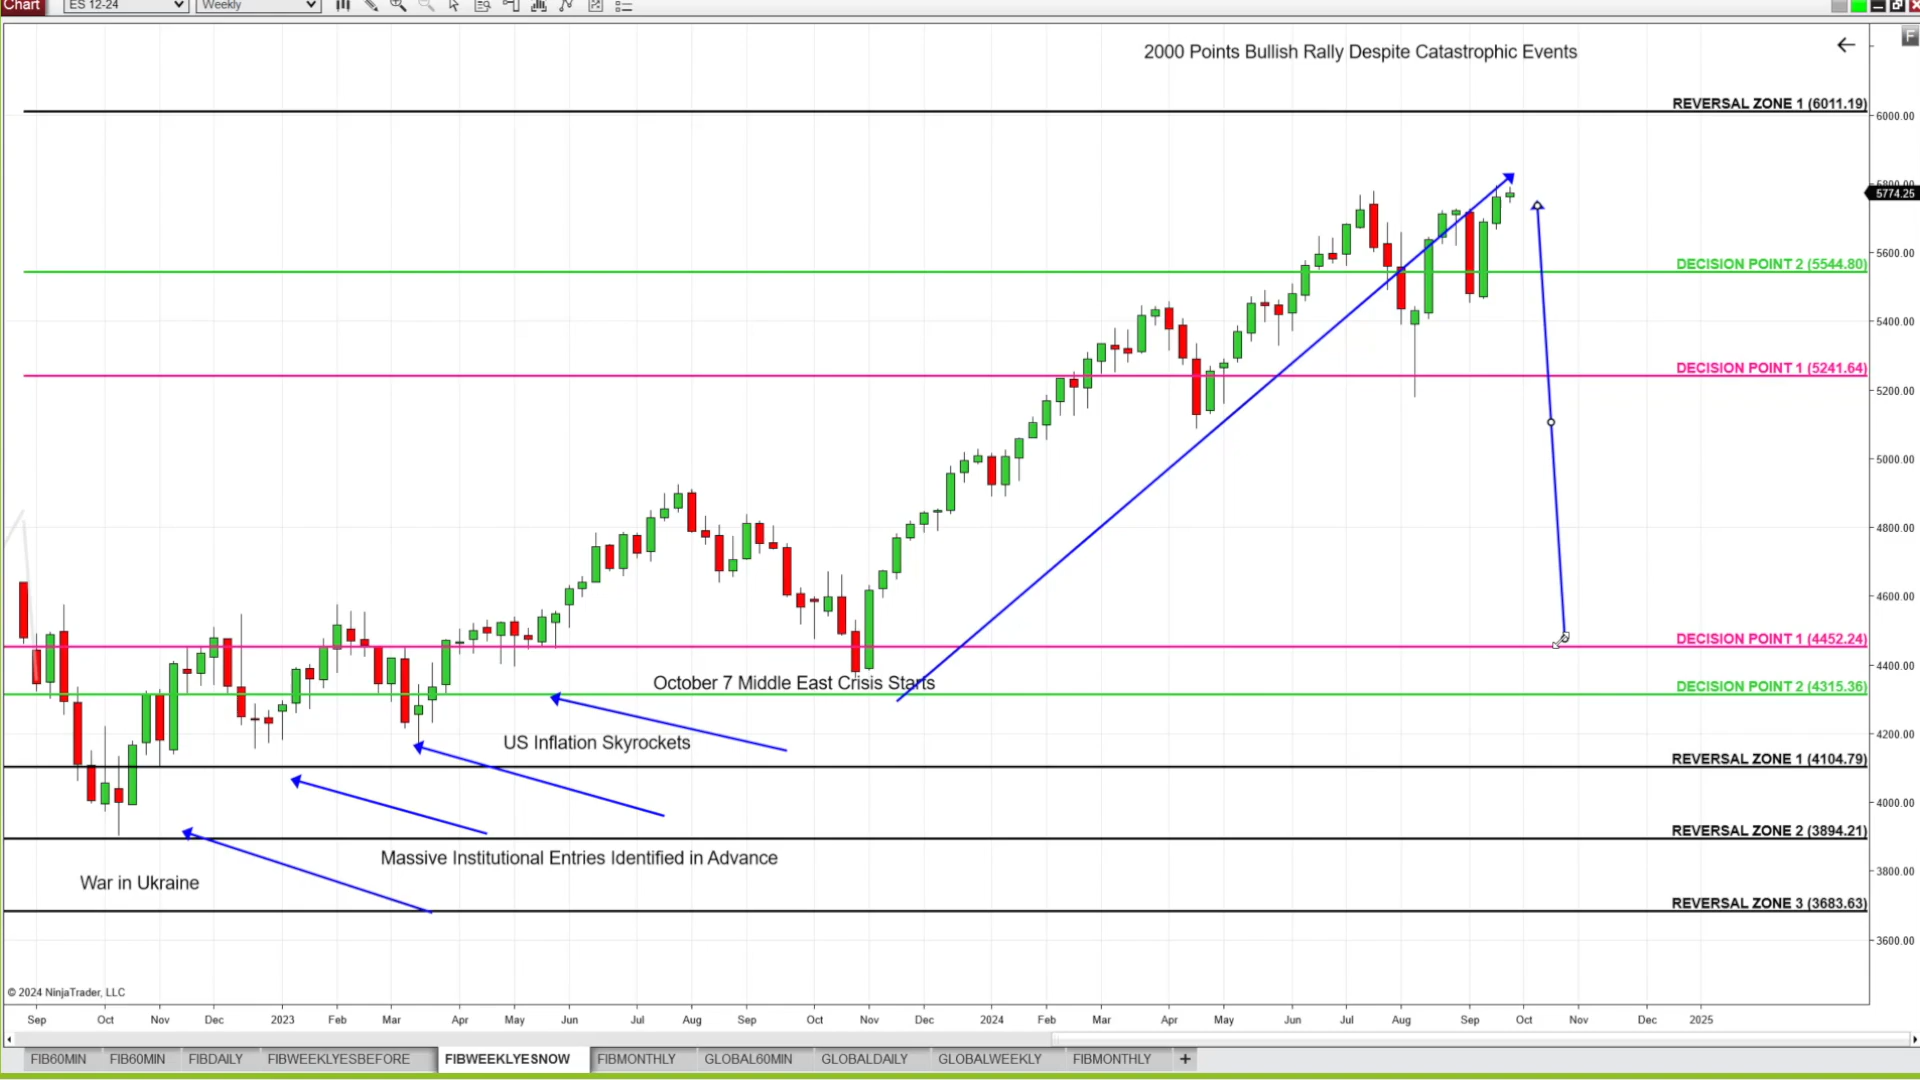 Chart ES 12-24 Weekly
F
2000 Points Bullish Rally Despite Catastrophic Events
REVERSAL ZONE 1 (6011.19)
6000.00
5800.00
5774.25
DECISION POINT 2 (5544.80)
5600.00
5400.00
DECISION POINT 1 (5241.64)
5200.00
5000.00
4800.00
4600.00
DECISION POINT 1 (4452.24)
4400.00
October 7 Middle East Crisis Starts
DECISION POINT 2 (4315.36)
US Inflation Skyrockets
4200.00
REVERSAL ZONE 1 (4104.79)
4000.00
REVERSAL ZONE 2 (3894.21)
Massive Institutional Entries Identified in Advance
3800.00
War in Ukraine
REVERSAL ZONE 3 (3683.63)
3600.00
© 2024 NinjaTrader, LLC
Sep Oct Nov Dec 2023 Feb Mar Apr May Jun Jul Aug Sep Oct Nov Dec 2024 Feb Mar Apr May Jun Jul Aug Sep Oct Nov Dec 2025
FIB60MIN FIB60MIN FIBDAILY FIBWEEKLYESBEFORE FIBWEEKLYESNOW FIBMONTHLY GLOBAL60MIN GLOBALDAILY GLOBALWEEKLY FIBMONTHLY +